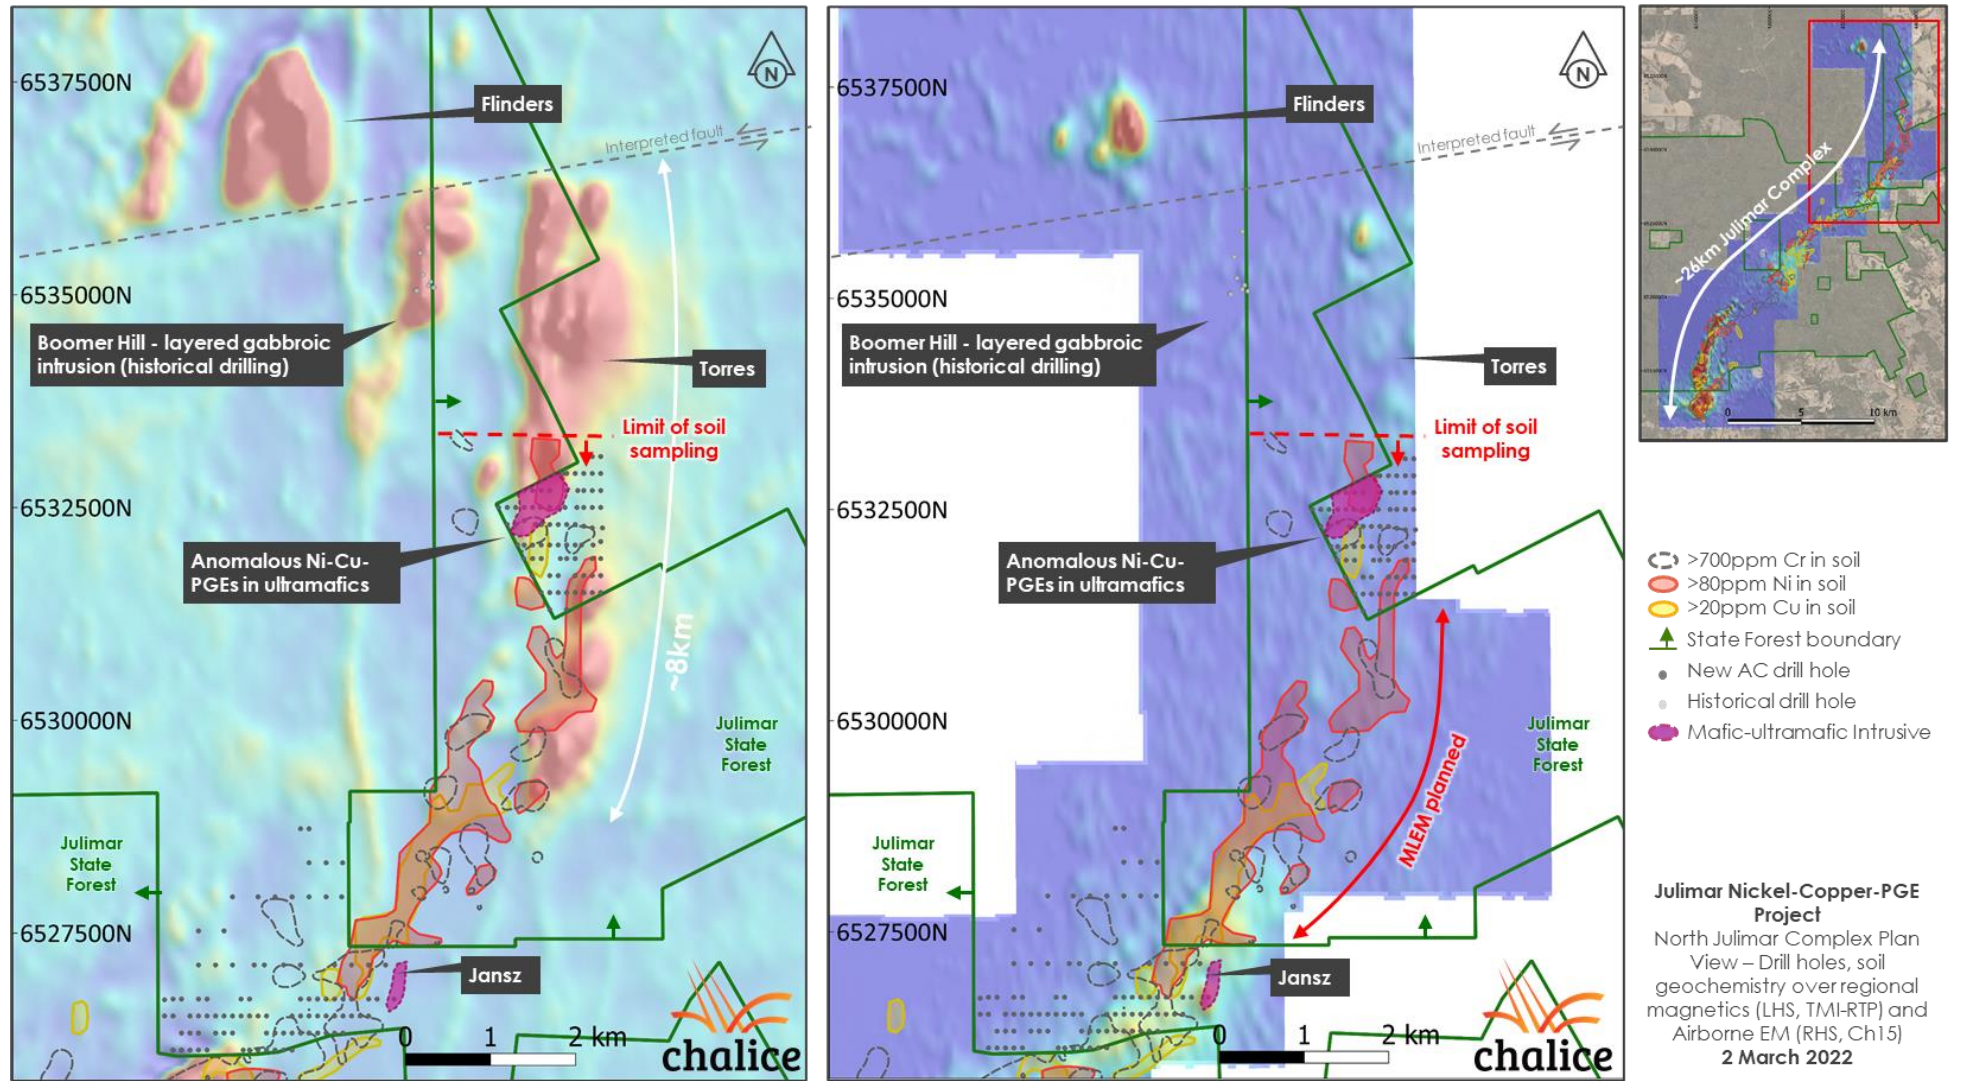 6537500N
Flinders
Interpreted fault
6535000N
Boomer Hill - layered gabbroic
intrusion (historical drilling)
Torres
Limit of soil
sampling
6532500N
Anomalous Ni-Cu-
PGEs in ultramafics
~8km
6530000N
Julimar
State
Forest
Julimar
State
Forest
6527500N
Jansz
0 1 2 km
chalice
N
6537500N
Flinders
Interpreted fault
6535000N
Boomer Hill - layered gabbroic
intrusion (historical drilling)
Torres
Limit of soil
sampling
6532500N
Anomalous Ni-Cu-
PGEs in ultramafics
6530000N
Julimar
State
Forest
MLEM planned
Julimar
State
Forest
6527500N
Jansz
0 1 2 km
chalice
N
~26km Julimar Complex
0 5 10 km
>700ppm Cr in soil
>80ppm Ni in soil
>20ppm Cu in soil
State Forest boundary
New AC drill hole
Historical drill hole
Mafic-ultramafic Intrusive
Julimar Nickel-Copper-PGE
Project
North Julimar Complex Plan
View – Drill holes, soil
geochemistry over regional
magnetics (LHS, TMI-RTP) and
Airborne EM (RHS, Ch15)
2 March 2022